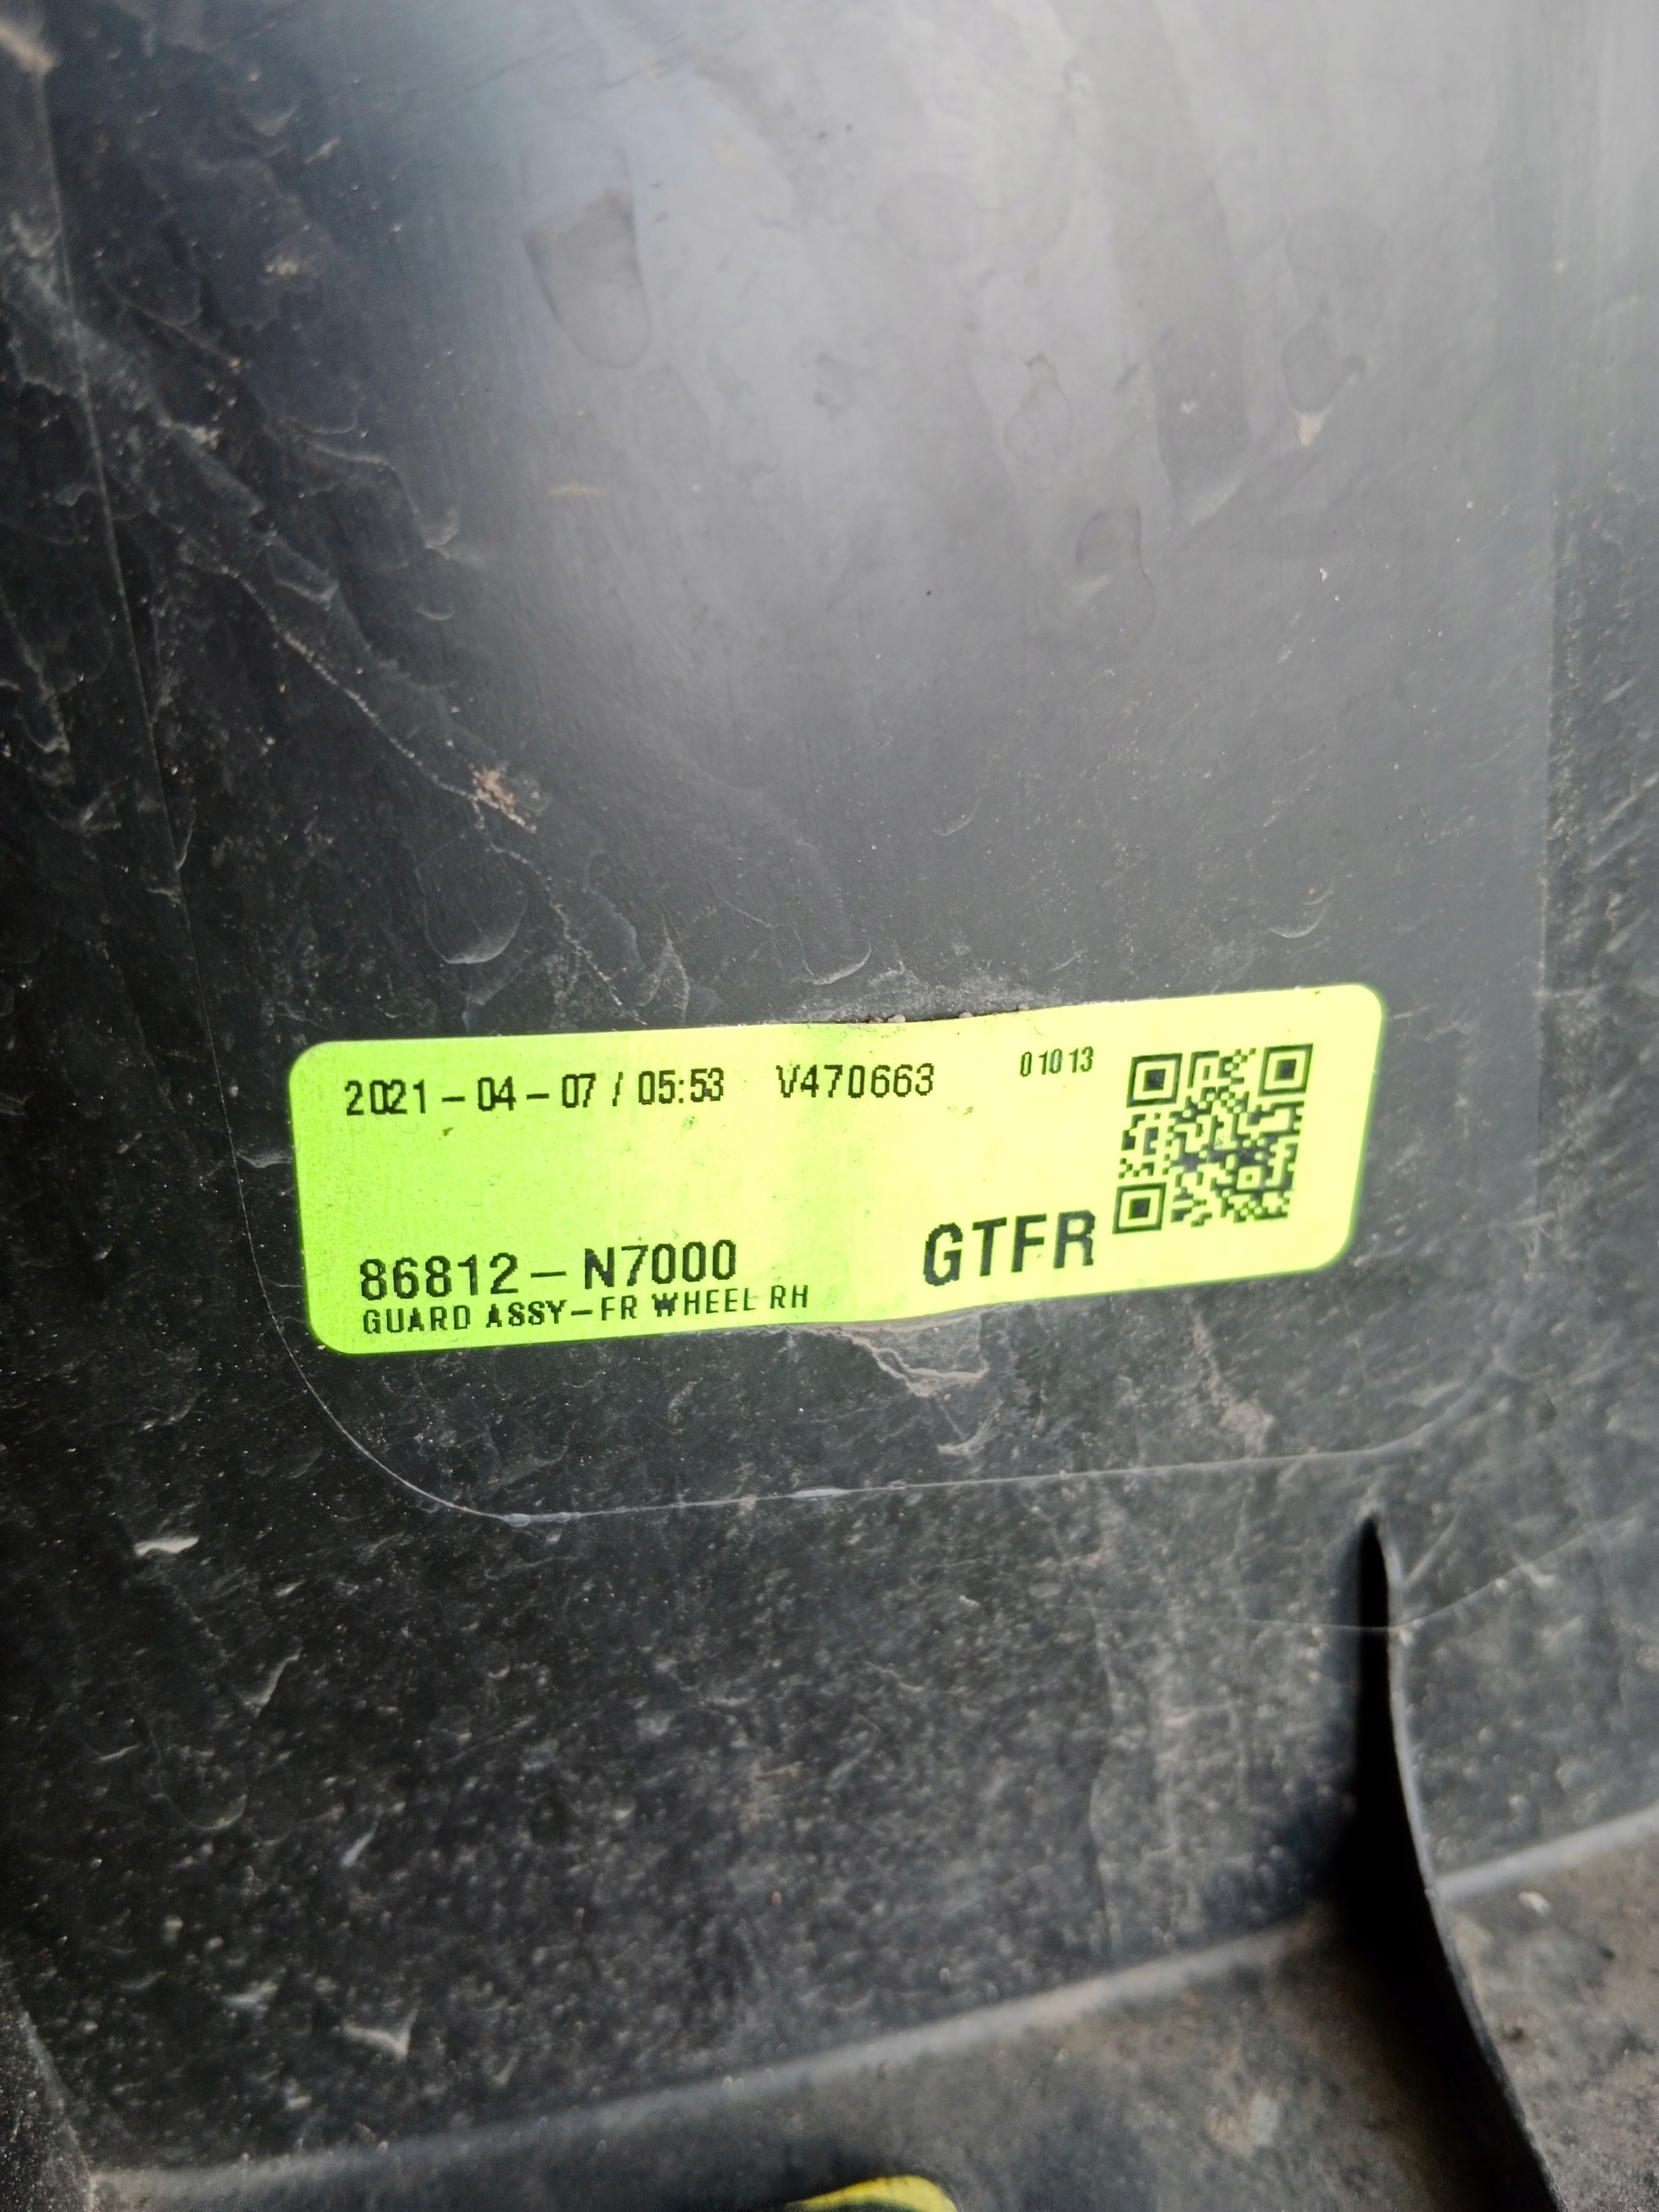 2021-04-07 / 05:53 V470663 01013
86812-N7000 GTFR
GUARD ASSY-FR WHEEL RH